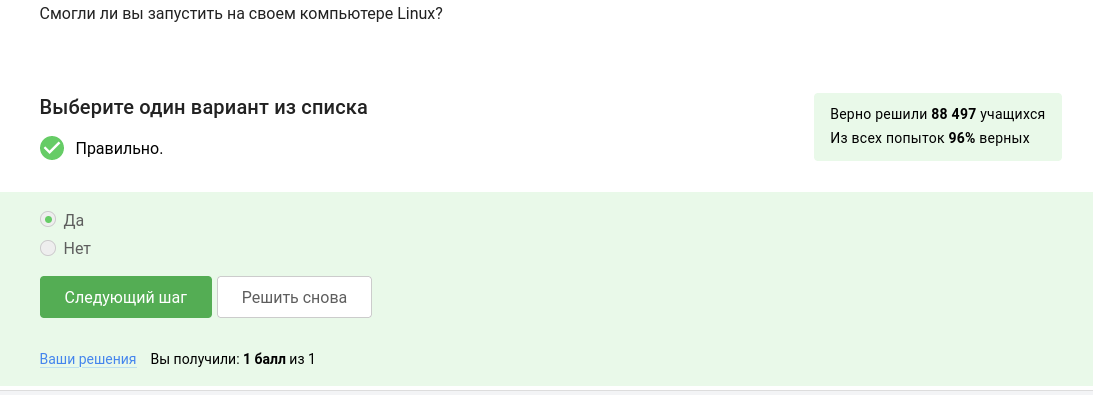 Смогли ли вы запустить на своем компьютере Linux?
Выберите один вариант из списка
Верно решили 88 497 учащихся
Из всех попыток 96% верных
Правильно.
Да
Нет
Следующий шаг
Решить снова
Ваши решения Вы получили: 1 балл из 1